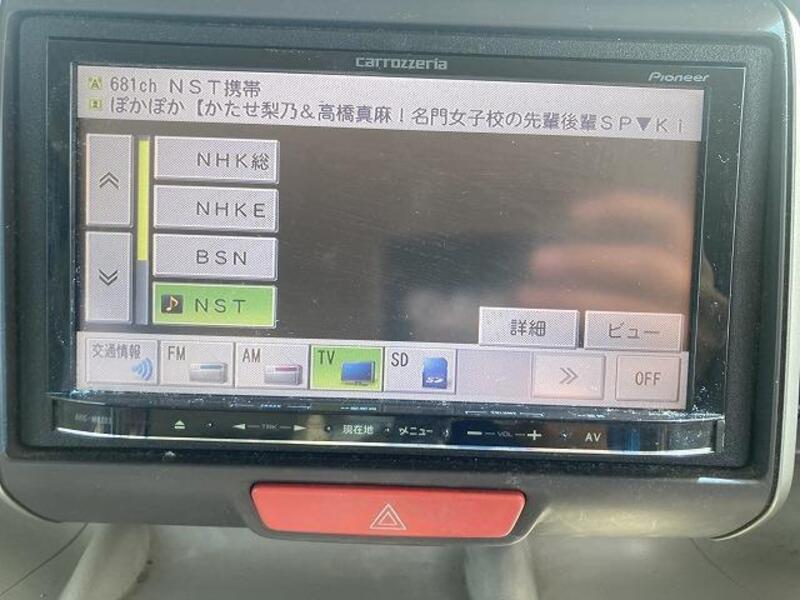 carrozzeria
Pioneer
A 681ch NST携帯
ぽかぽか【かたせ梨乃＆高橋真麻！名門女子校の先輩後輩ＳＰ▼Ｋｉ
NHK総
NHKE
BSN
NST
詳細
ビュー
交通情報
FM
AM
TV
SD
SD
OFF
TRK
現在地
メニュー
VOL
AV